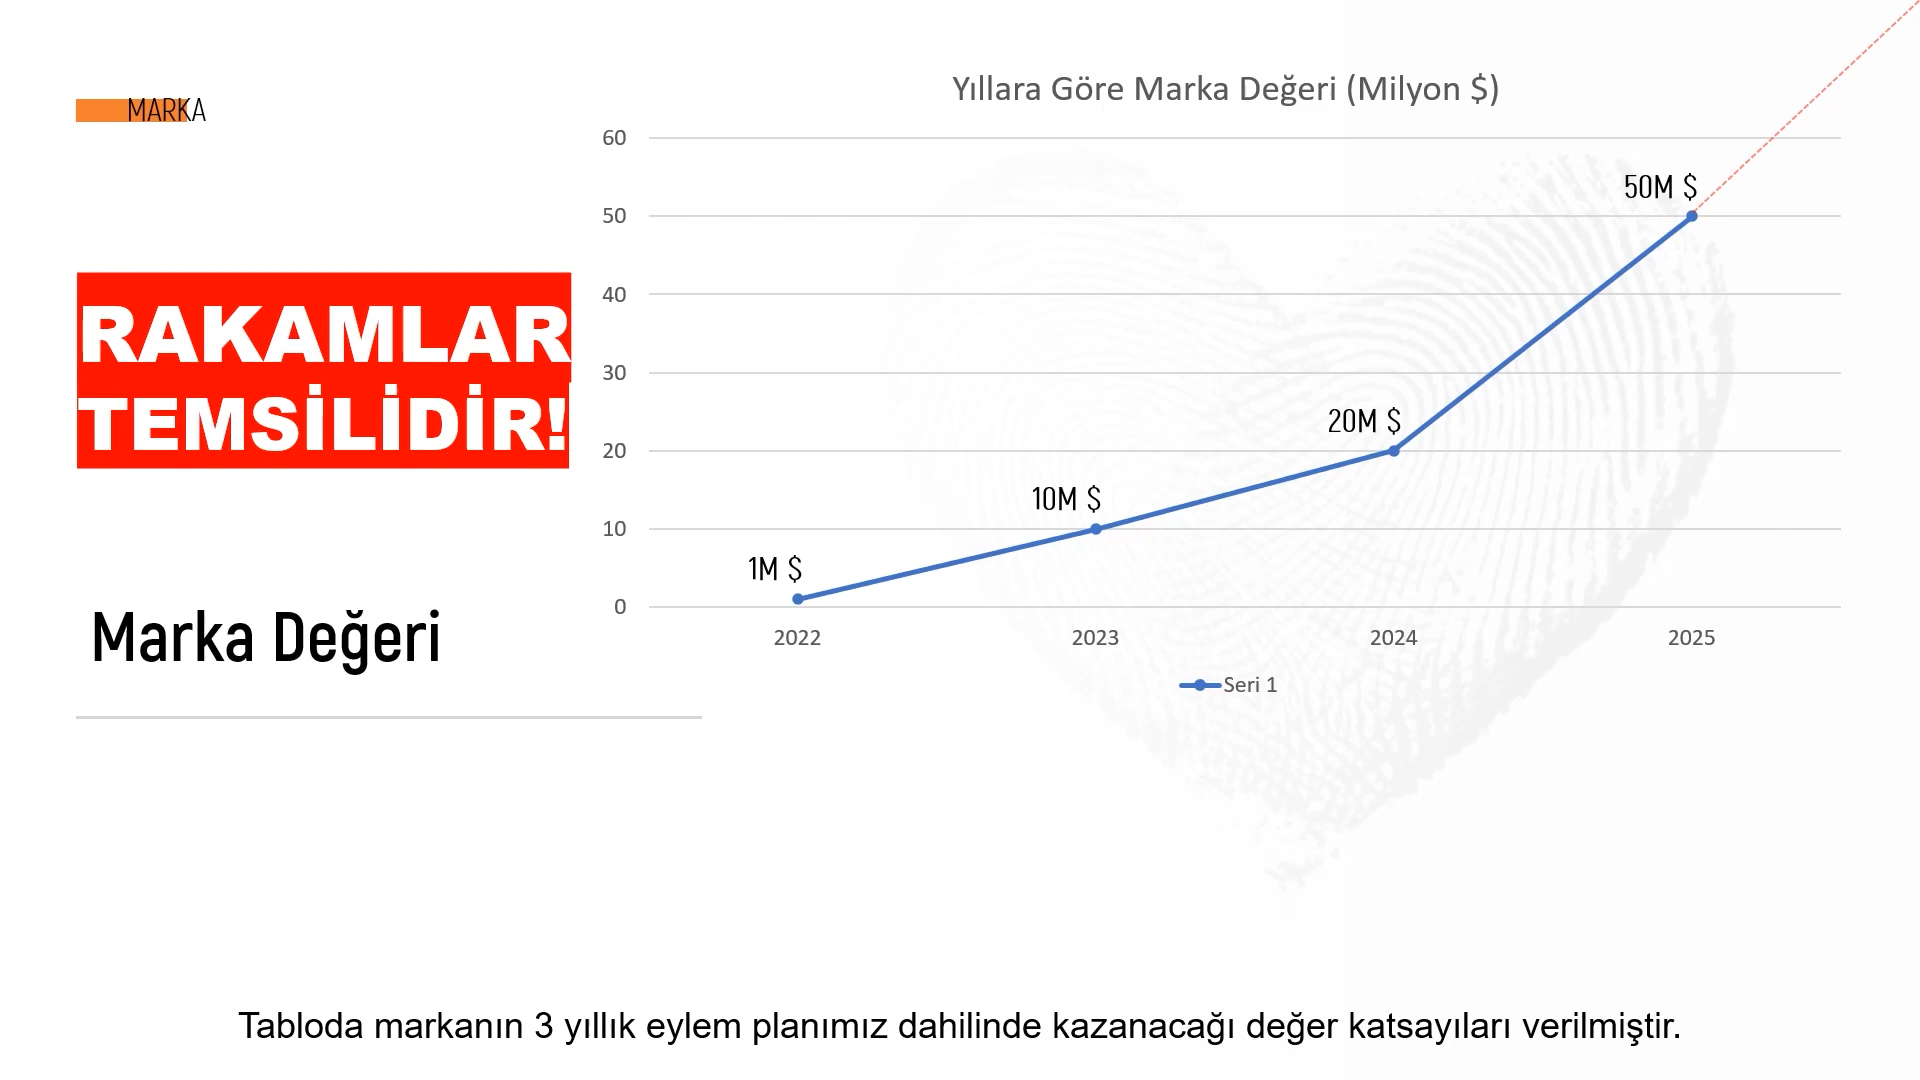 MARKA
RAKAMLAR
TEMSİLİDİR!
Marka Değeri
Yıllara Göre Marka Değeri (Milyon $)
60
50
40
30
20
10
0
1M $
10M $
20M $
50M $
2022 2023 2024 2025
Seri 1
Tabloda markanın 3 yıllık eylem planımız dahilinde kazanacağı değer katsayıları verilmiştir.